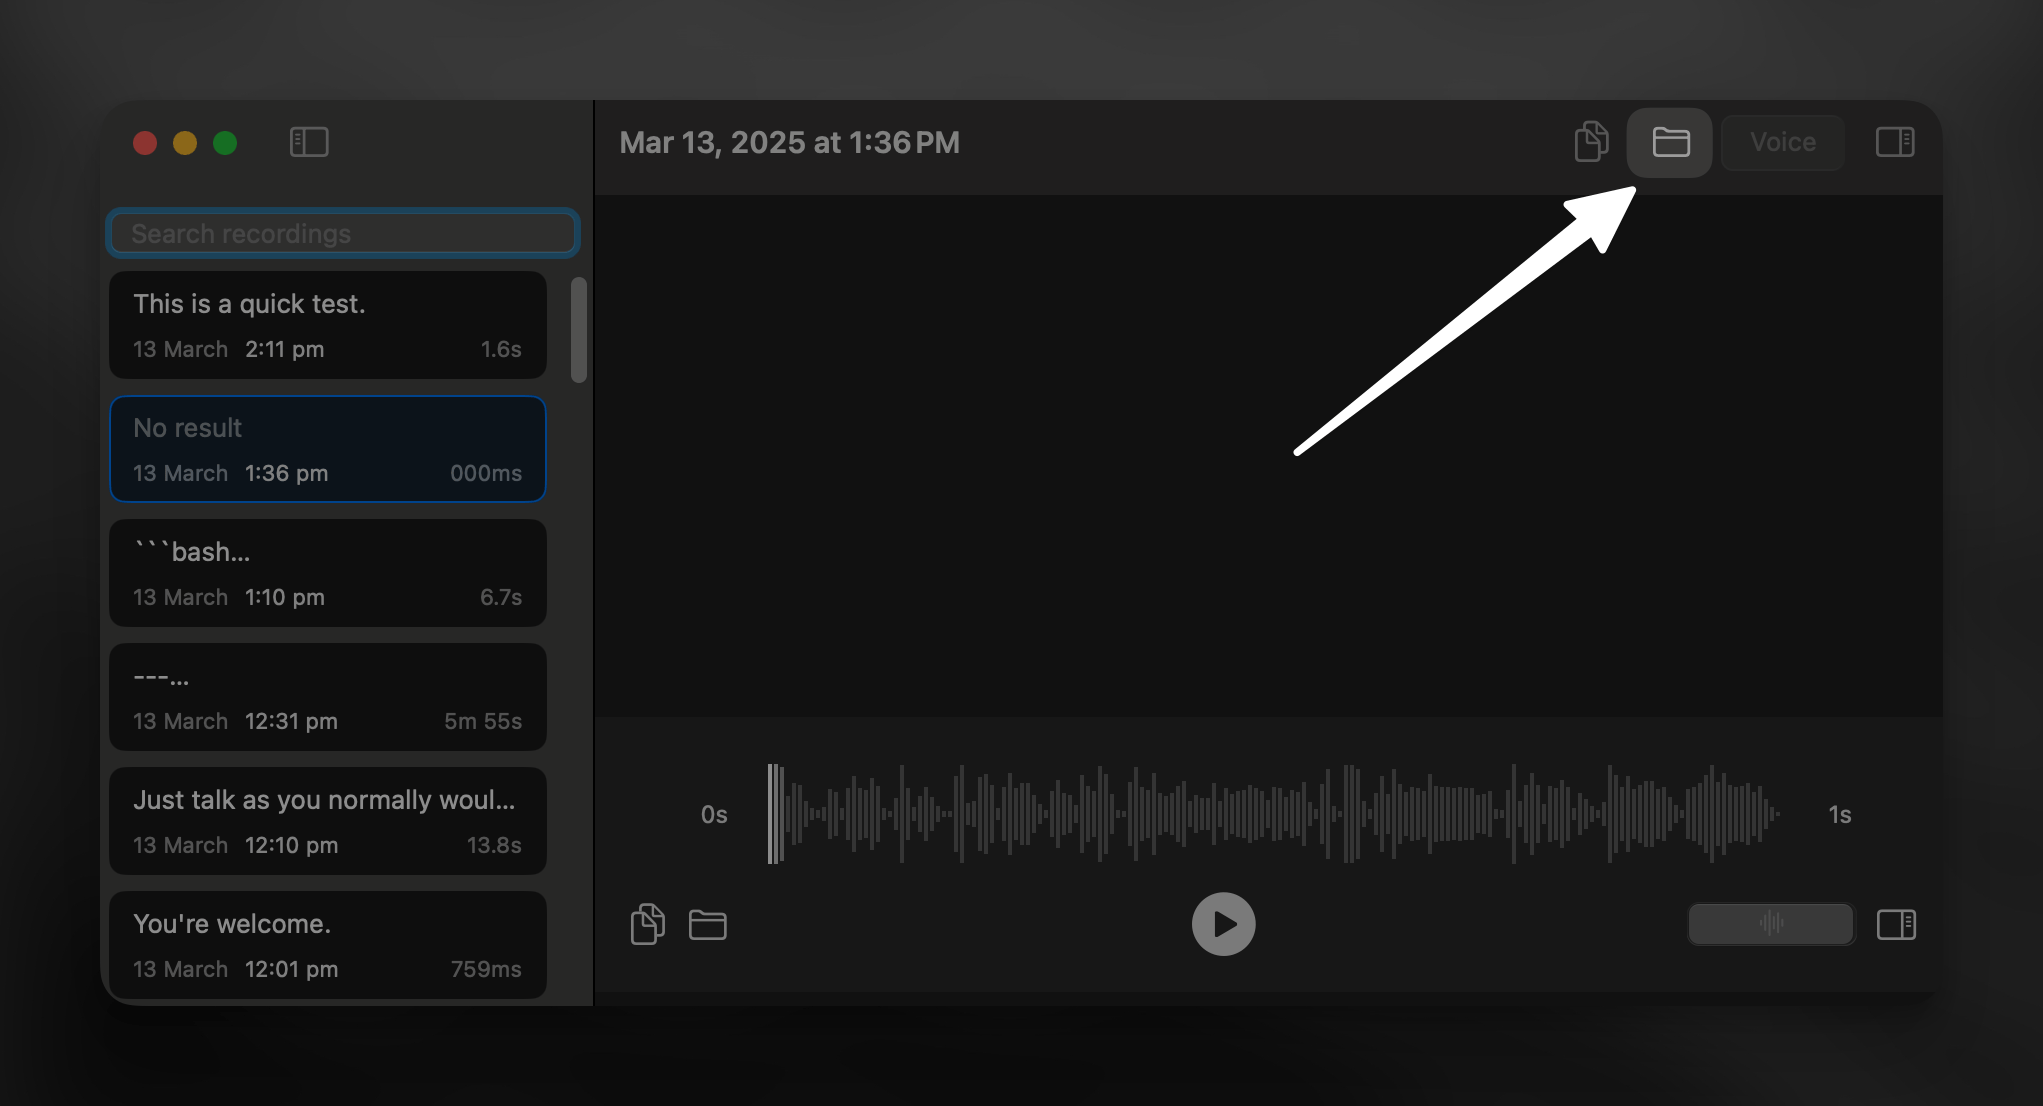 Mar 13, 2025 at 1:36 PM
Voice
Search recordings
This is a quick test.
13 March 2:11 pm 1.6s
No result
13 March 1:36 pm 000ms
```bash...
13 March 1:10 pm 6.7s
---...
13 March 12:31 pm 5m 55s
Just talk as you normally woul...
13 March 12:10 pm 13.8s
You're welcome.
13 March 12:01 pm 759ms
0s
1s